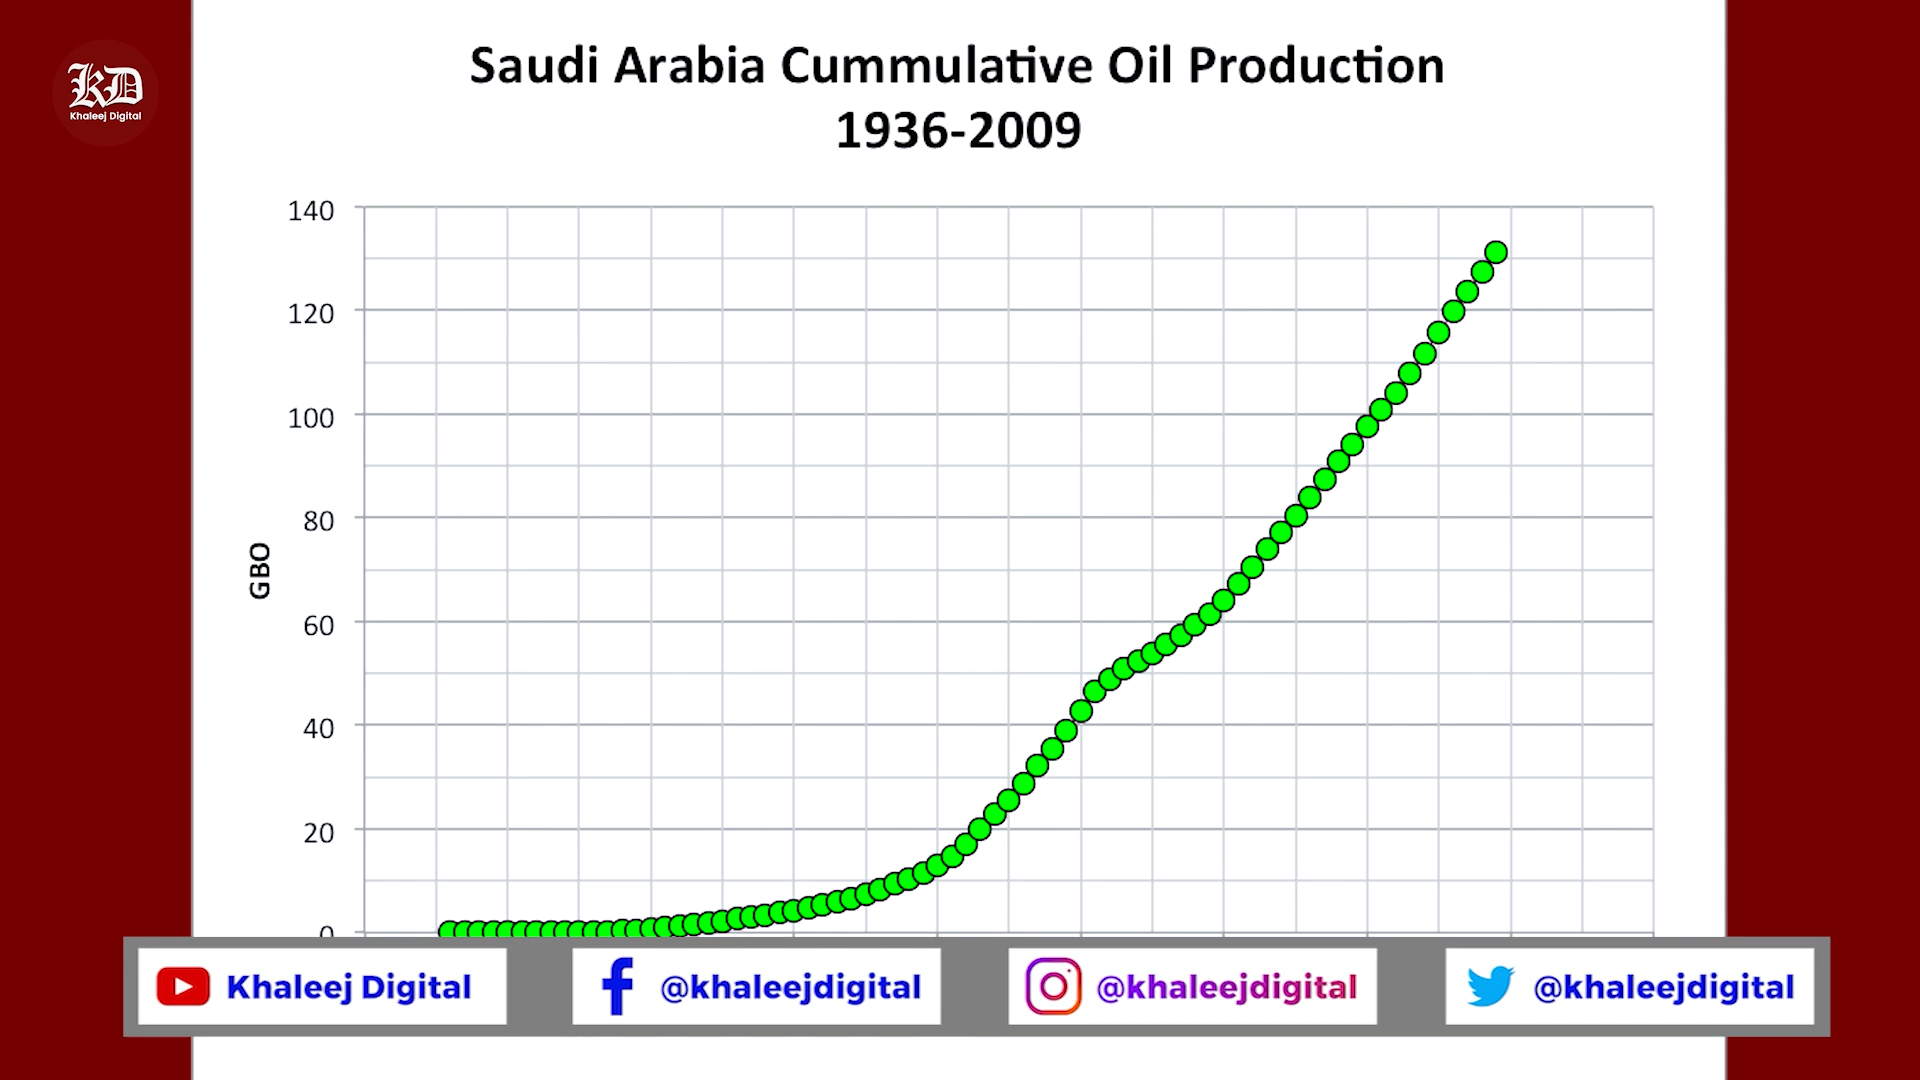 KD
Khaleej Digital
Saudi Arabia Cummulative Oil Production
1936-2009
140
120
100
80
60
40
20
0
GBO
Khaleej Digital
@khaleejdigital
@khaleejdigital
@khaleejdigital